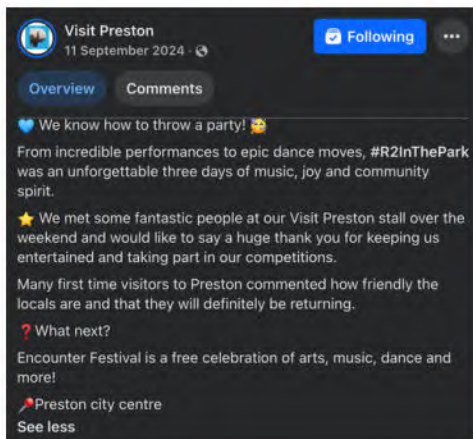 Visit Preston
11 September 2024 ·
Following
Overview
Comments
💙 We know how to throw a party! 🥳
From incredible performances to epic dance moves, #R2InThePark
was an unforgettable three days of music, joy and community
spirit.
⭐ We met some fantastic people at our Visit Preston stall over the
weekend and would like to say a huge thank you for keeping us
entertained and taking part in our competitions.
Many first time visitors to Preston commented how friendly the
locals are and that they will definitely be returning.
❓What next?
Encounter Festival is a free celebration of arts, music, dance and
more!
📍Preston city centre
See less